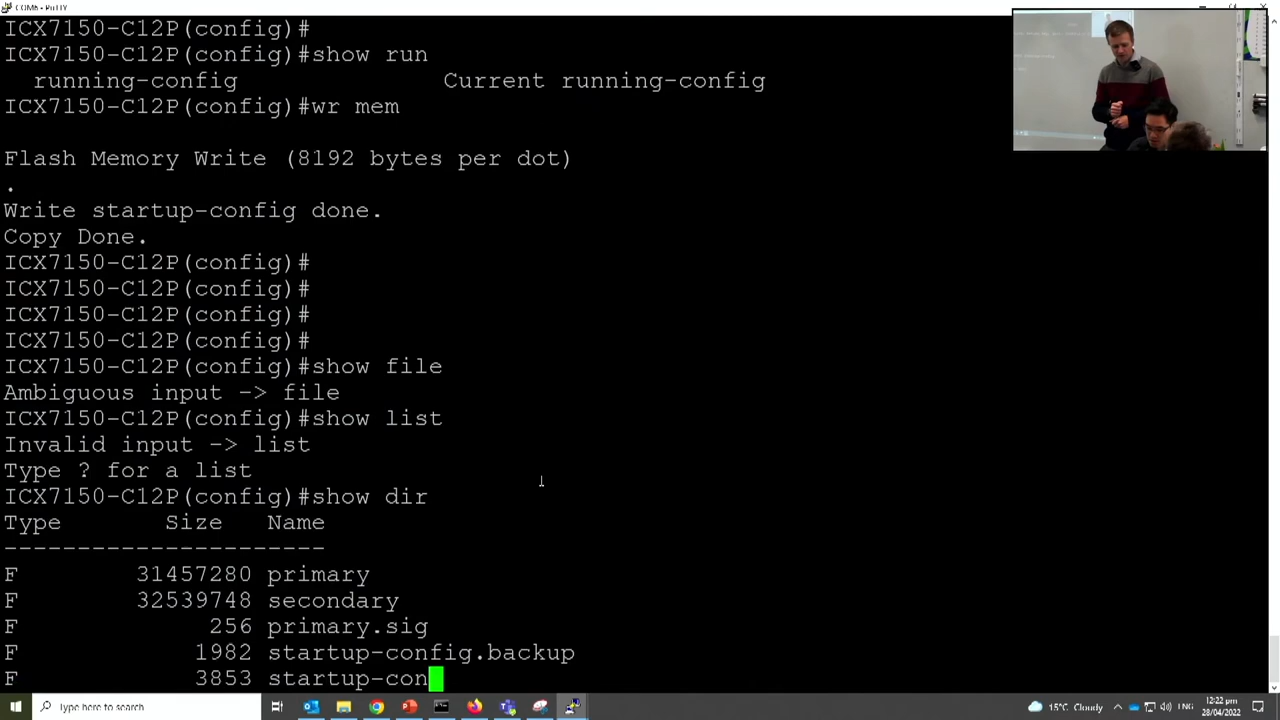 COM6 - PuTTY
ICX7150-C12P(config)#
ICX7150-C12P(config)#show run
running-config Current running-config
ICX7150-C12P(config)#wr mem
Flash Memory Write (8192 bytes per dot)
.
Write startup-config done.
Copy Done.
ICX7150-C12P(config)#
ICX7150-C12P(config)#
ICX7150-C12P(config)#
ICX7150-C12P(config)#
ICX7150-C12P(config)#show file
Ambiguous input -> file
ICX7150-C12P(config)#show list
Invalid input -> list
Type ? for a list
ICX7150-C12P(config)#show dir
Type Size Name
----------------------
F 31457280 primary
F 32539748 secondary
F 256 primary.sig
F 1982 startup-config.backup
F 3853 startup-con
Type here to search
15°C Cloudy
ENG
12:22 pm
28/04/2022